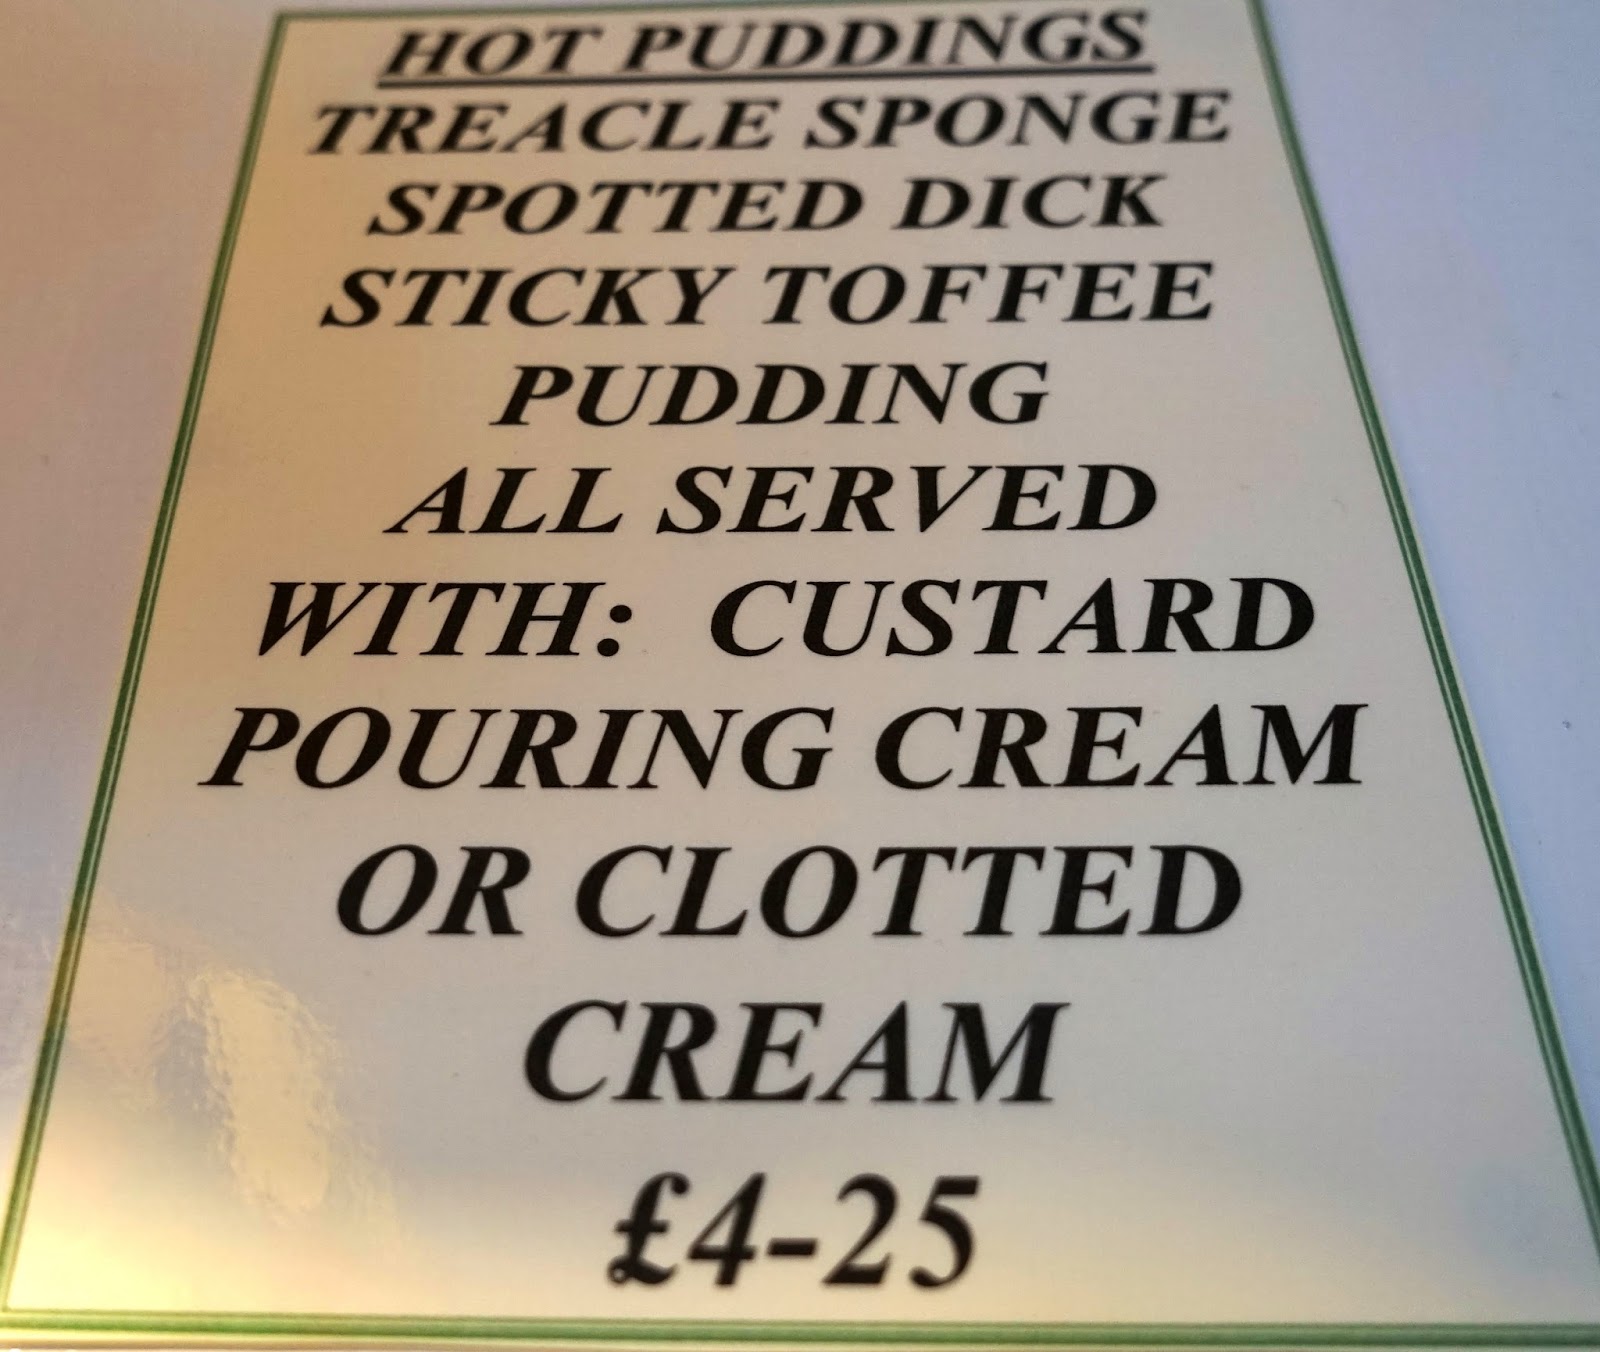 HOT PUDDINGS
TREACLE SPONGE
SPOTTED DICK
STICKY TOFFEE
PUDDING
ALL SERVED
WITH: CUSTARD
POURING CREAM
OR CLOTTED
CREAM
£4-25